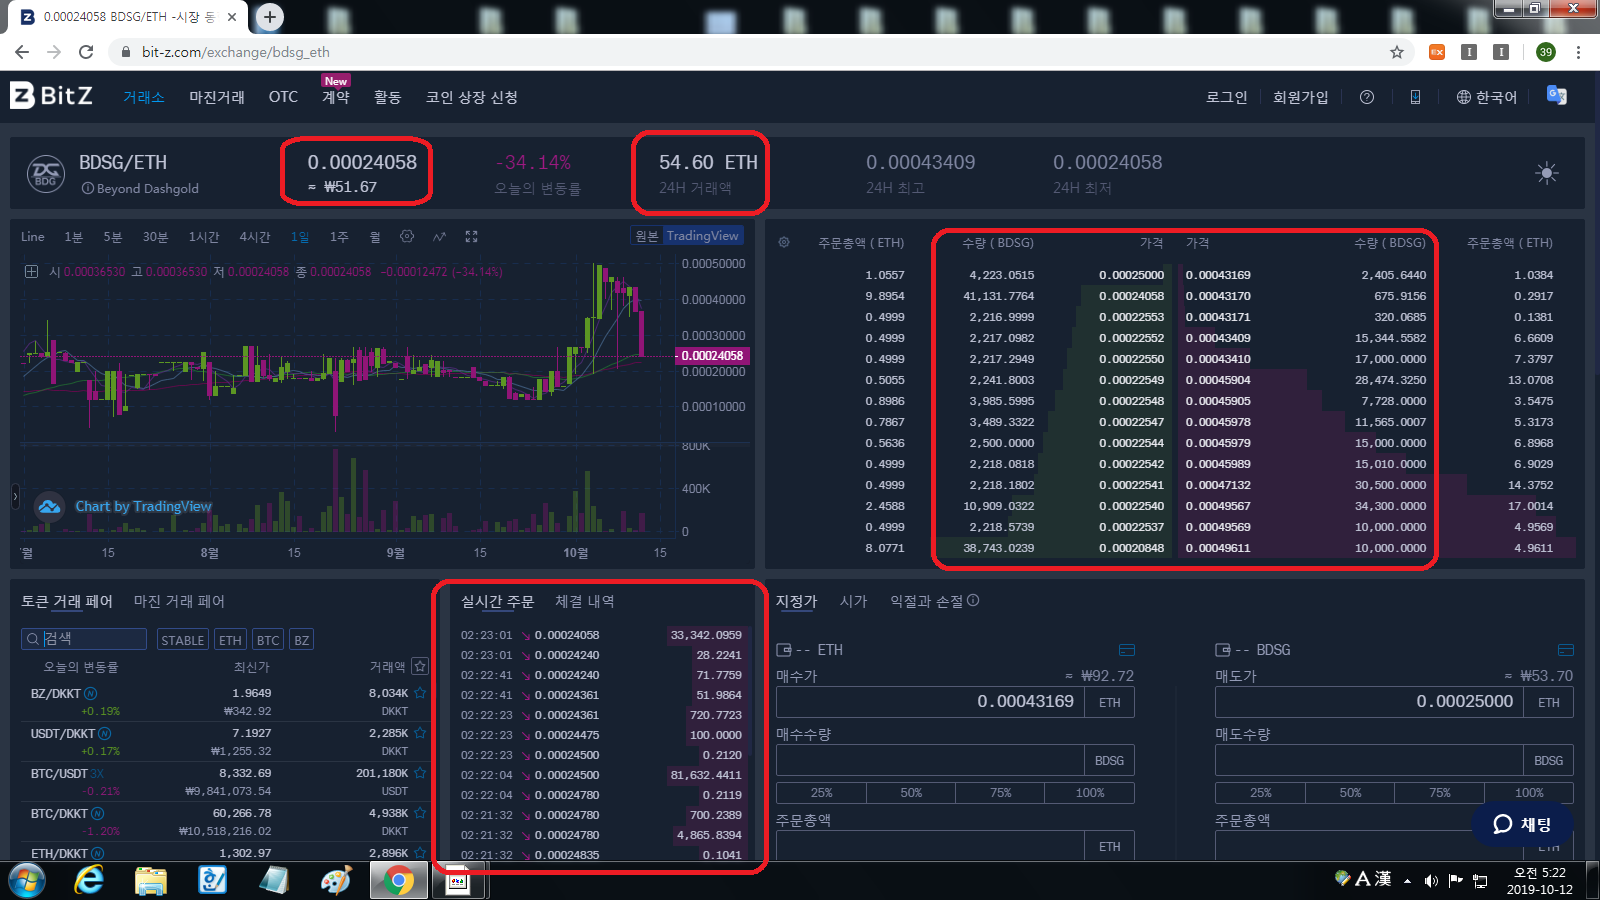 0.00024058 BDSG/ETH -시장 동
bit-z.com/exchange/bdsg_eth
39
BitZ
거래소
마진거래
OTC
New
계약
활동
코인 상장 신청
로그인
회원가입
한국어
BDSG/ETH
Beyond Dashgold
0.00024058
≈ ₩51.67
-34.14%
오늘의 변동률
54.60 ETH
24H 거래액
0.00043409
24H 최고
0.00024058
24H 최저
Line 1분 5분 30분 1시간 4시간 1일 1주 월
원본 TradingView
시 0.00036530 고 0.00036530 저 0.00024058 종 0.00024058 −0.00012472 (−34.14%)
0.00050000
0.00040000
0.00030000
0.00024058
0.00020000
0.00010000
800K
400K
0
Chart by TradingView
월 15 8월 15 9월 15 10월 15
주문총액 ( ETH) 수량 ( BDSG) 가격 가격 수량 ( BDSG) 주문총액 ( ETH)
1.0557 4,223.0515 0.00025000 0.00043169 2,405.6440 1.0384
9.8954 41,131.7764 0.00024058 0.00043170 675.9156 0.2917
0.4999 2,216.9999 0.00022553 0.00043171 320.0685 0.1381
0.4999 2,217.0982 0.00022552 0.00043409 15,344.5582 6.6609
0.4999 2,217.2949 0.00022550 0.00043410 17,000.0000 7.3797
0.5055 2,241.8003 0.00022549 0.00045904 28,474.3250 13.0708
0.8986 3,985.5995 0.00022548 0.00045905 7,728.0000 3.5475
0.7867 3,489.3322 0.00022547 0.00045978 11,565.0007 5.3173
0.5636 2,500.0000 0.00022544 0.00045979 15,000.0000 6.8968
0.4999 2,218.0818 0.00022542 0.00045989 15,010.0000 6.9029
0.4999 2,218.1802 0.00022541 0.00047132 30,500.0000 14.3752
2.4588 10,909.0322 0.00022540 0.00049567 34,300.0000 17.0014
0.4999 2,218.5739 0.00022537 0.00049569 10,000.0000 4.9569
8.0771 38,743.0239 0.00020848 0.00049611 10,000.0000 4.9611
토큰 거래 페어 마진 거래 페어
검색
STABLE ETH BTC BZ
오늘의 변동률 최신가 거래액
BZ/DKKT 1.9649 8,034K
+0.19% ₩342.92 DKKT
USDT/DKKT 7.1927 2,285K
+0.17% ₩1,255.32 DKKT
BTC/USDT 3X 8,332.69 201,180K
-0.21% ₩9,841,073.54 USDT
BTC/DKKT 60,266.78 4,938K
-1.20% ₩10,518,216.02 DKKT
ETH/DKKT 1,302.97 2,896K
실시간 주문 체결 내역
02:23:01 0.00024058 33,342.0959
02:23:01 0.00024240 28.2241
02:22:41 0.00024240 71.7759
02:22:41 0.00024361 51.9864
02:22:23 0.00024361 720.7723
02:22:23 0.00024475 100.0000
02:22:23 0.00024500 0.2120
02:22:04 0.00024500 81,632.4411
02:22:04 0.00024780 0.2119
02:21:32 0.00024780 700.2389
02:21:32 0.00024780 4,865.8394
02:21:32 0.00024835 0.1041
지정가 시가 익절과 손절
-- ETH
매수가 ≈ ₩92.72
0.00043169 ETH
매수수량
BDSG
25% 50% 75% 100%
주문총액
ETH
-- BDSG
매도가 ≈ ₩53.70
0.00025000 ETH
매도수량
BDSG
25% 50% 75% 100%
주문총액
ETH
채팅
A 漢
오전 5:22
2019-10-12